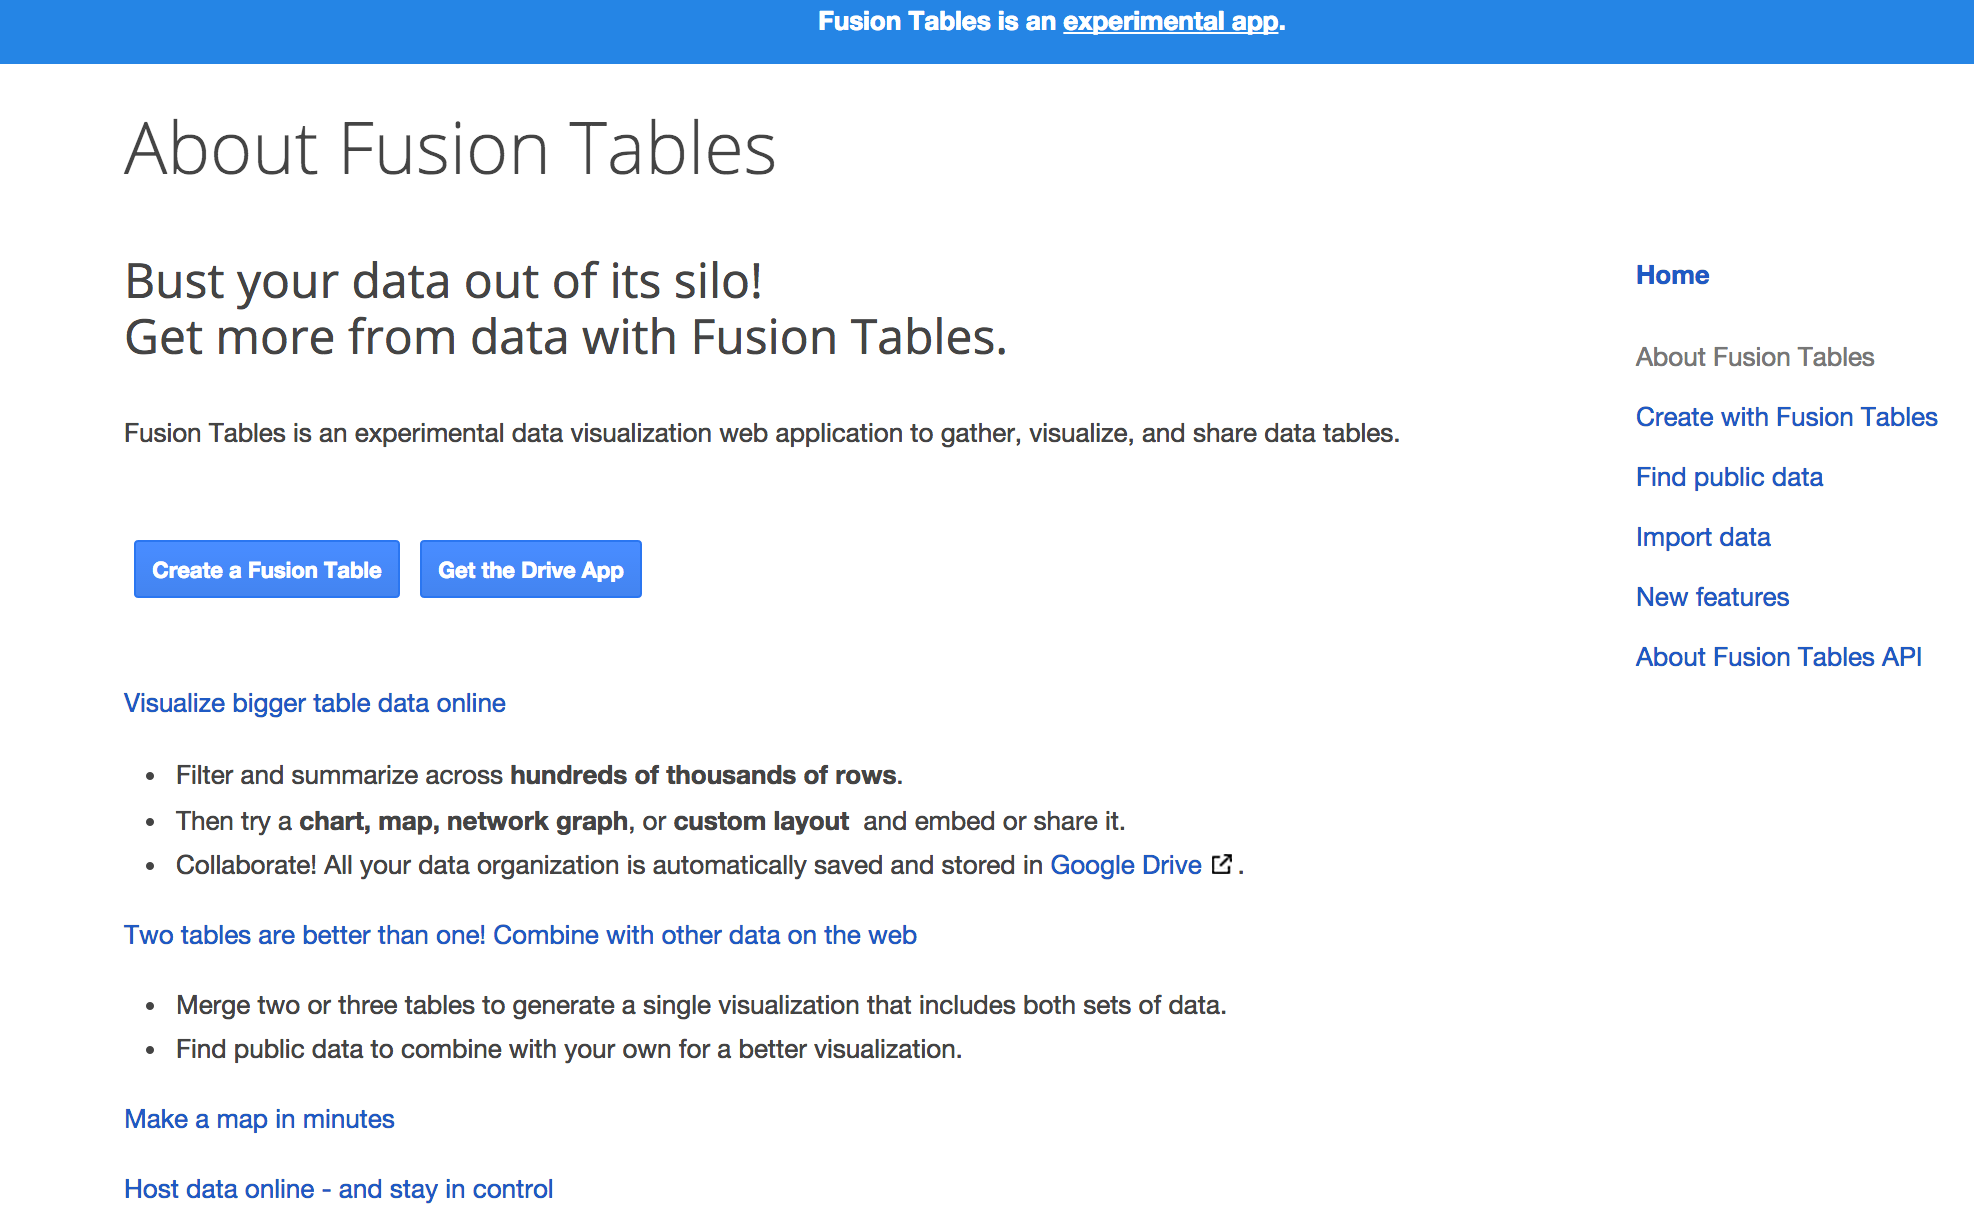 Fusion Tables is an experimental app.
About Fusion Tables
Bust your data out of its silo!
Get more from data with Fusion Tables.
Fusion Tables is an experimental data visualization web application to gather, visualize, and share data tables.
Create a Fusion Table
Get the Drive App
Visualize bigger table data online
• Filter and summarize across hundreds of thousands of rows.
• Then try a chart, map, network graph, or custom layout and embed or share it.
• Collaborate! All your data organization is automatically saved and stored in Google Drive .
Two tables are better than one! Combine with other data on the web
• Merge two or three tables to generate a single visualization that includes both sets of data.
• Find public data to combine with your own for a better visualization.
Make a map in minutes
Host data online - and stay in control
Home
About Fusion Tables
Create with Fusion Tables
Find public data
Import data
New features
About Fusion Tables API